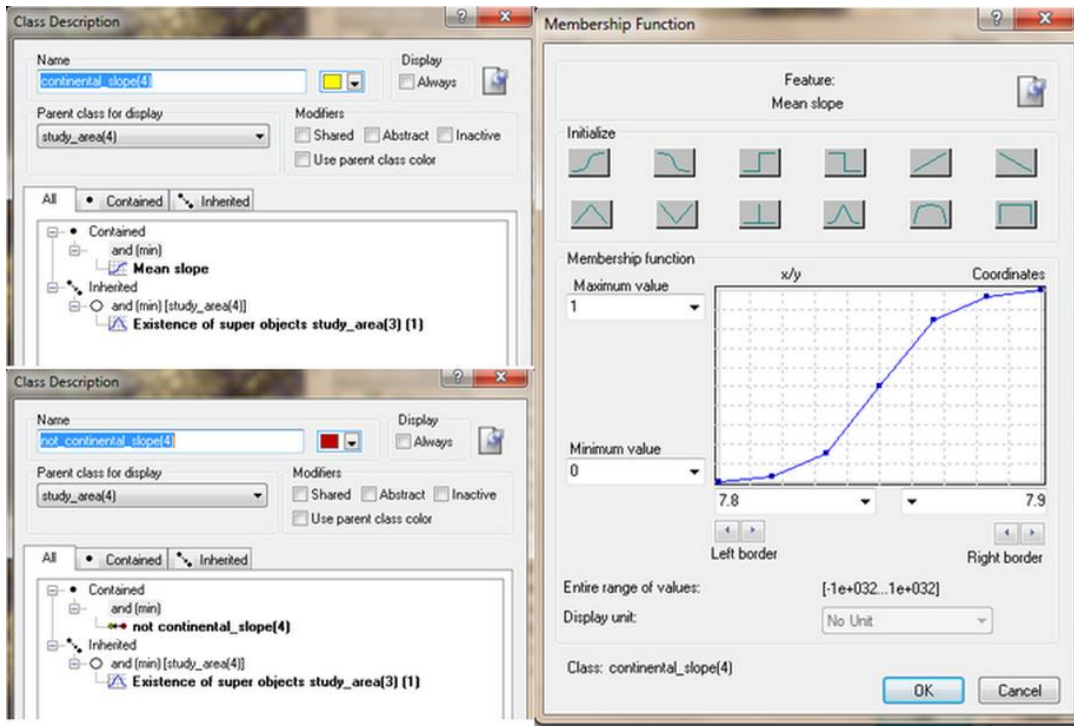 Class Description
Name
continental_slope(4)
Display
Always
Parent class for display
study_area(4)
Modifiers
Shared Abstract Inactive
Use parent class color
All Contained Inherited
Contained
and (min)
Mean slope
Inherited
and (min) [study_area(4)]
Existence of super objects study_area(3) (1)
Class Description
Name
not_continental_slope(4)
Display
Always
Parent class for display
study_area(4)
Modifiers
Shared Abstract Inactive
Use parent class color
All Contained Inherited
Contained
and (min)
not continental_slope(4)
Inherited
and (min) [study_area(4)]
Existence of super objects study_area(3) (1)
Membership Function
Feature:
Mean slope
Initialize
Membership function
Maximum value
1
x/y
Coordinates
Minimum value
0
7.8 7.9
Left border Right border
Entire range of values: [-1e+032...1e+032]
Display unit: No Unit
Class: continental_slope(4)
OK Cancel